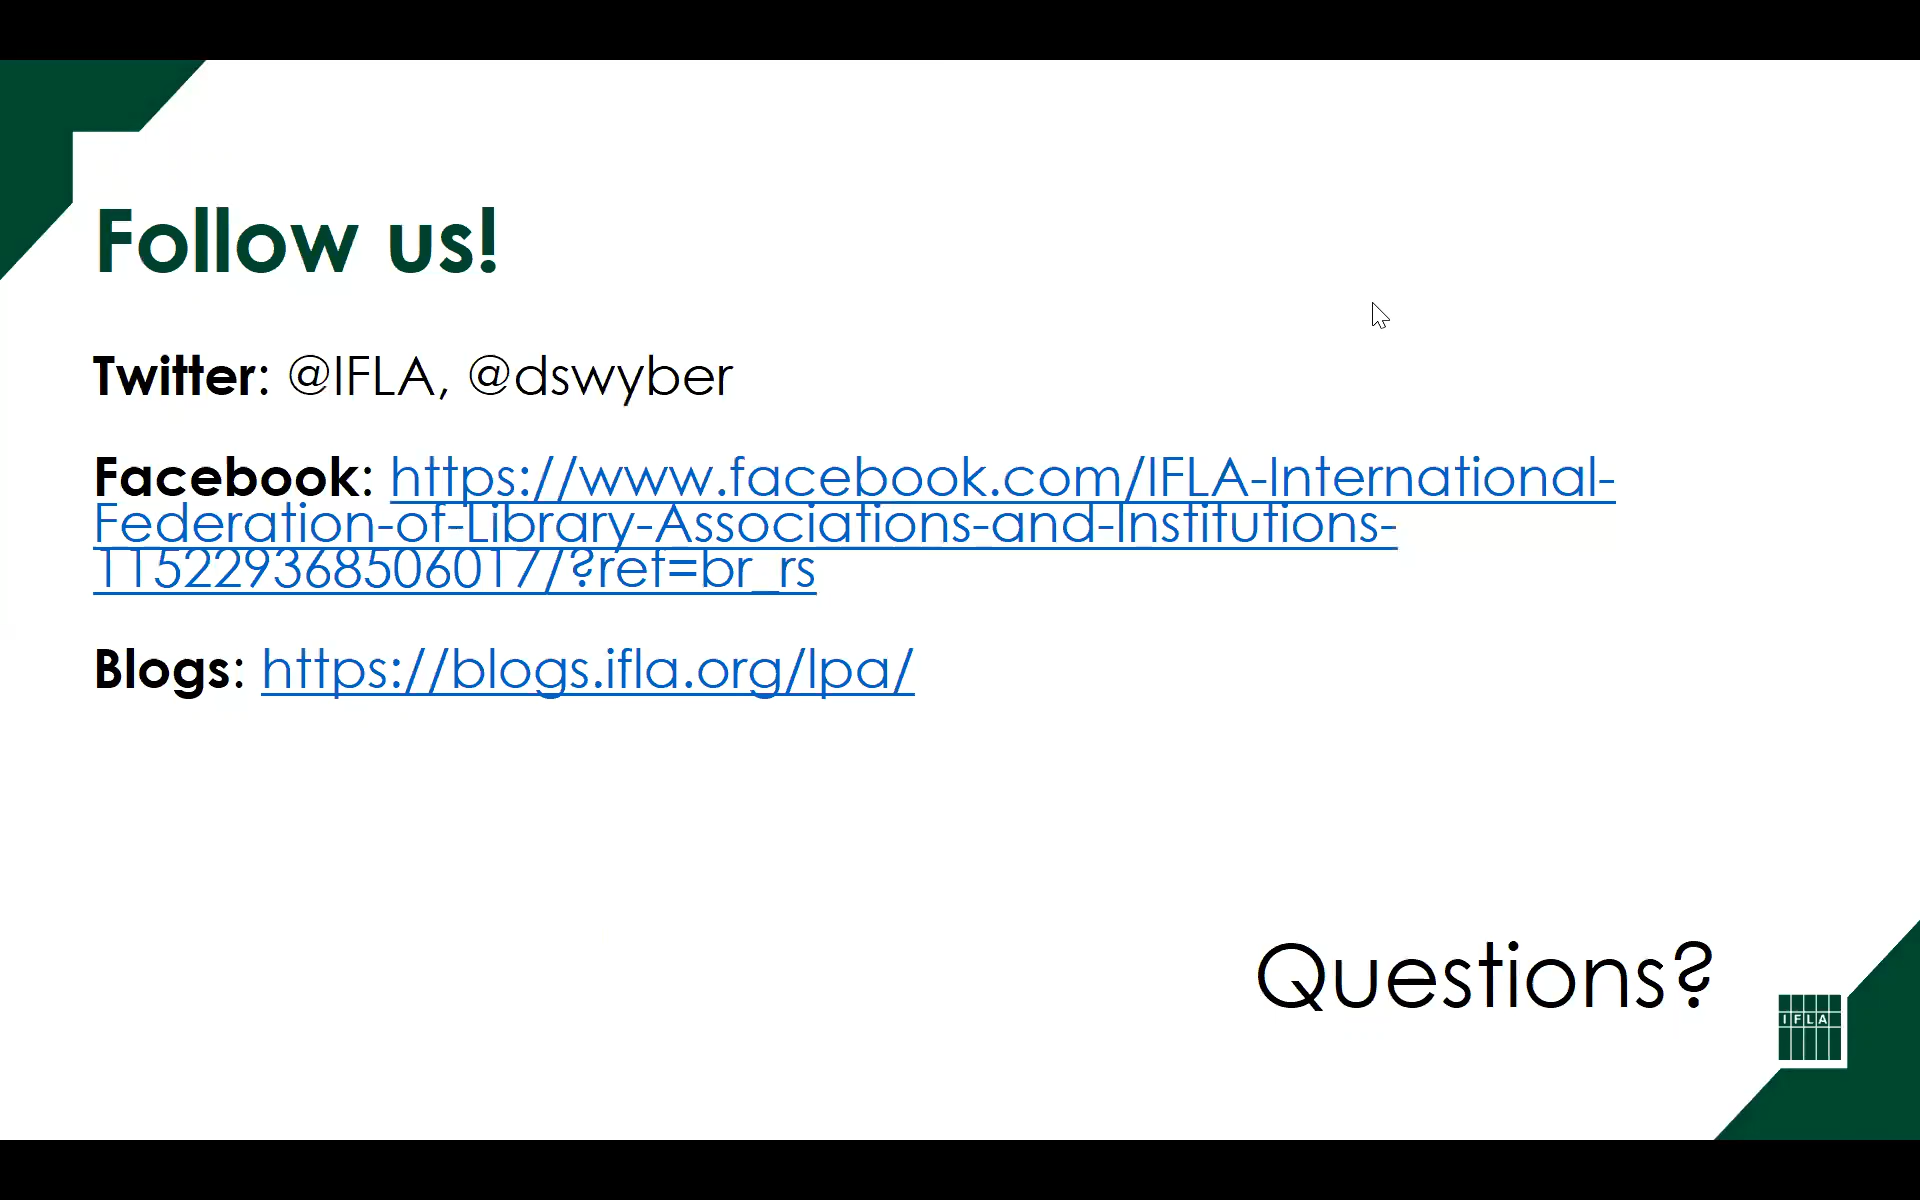 Follow us!
Twitter: @IFLA, @dswyber
Facebook: https://www.facebook.com/IFLA-International-
Federation-of-Library-Associations-and-Institutions-
115229368506017/?ref=br_rs
Blogs: https://blogs.ifla.org/lpa/
Questions?
IFLA